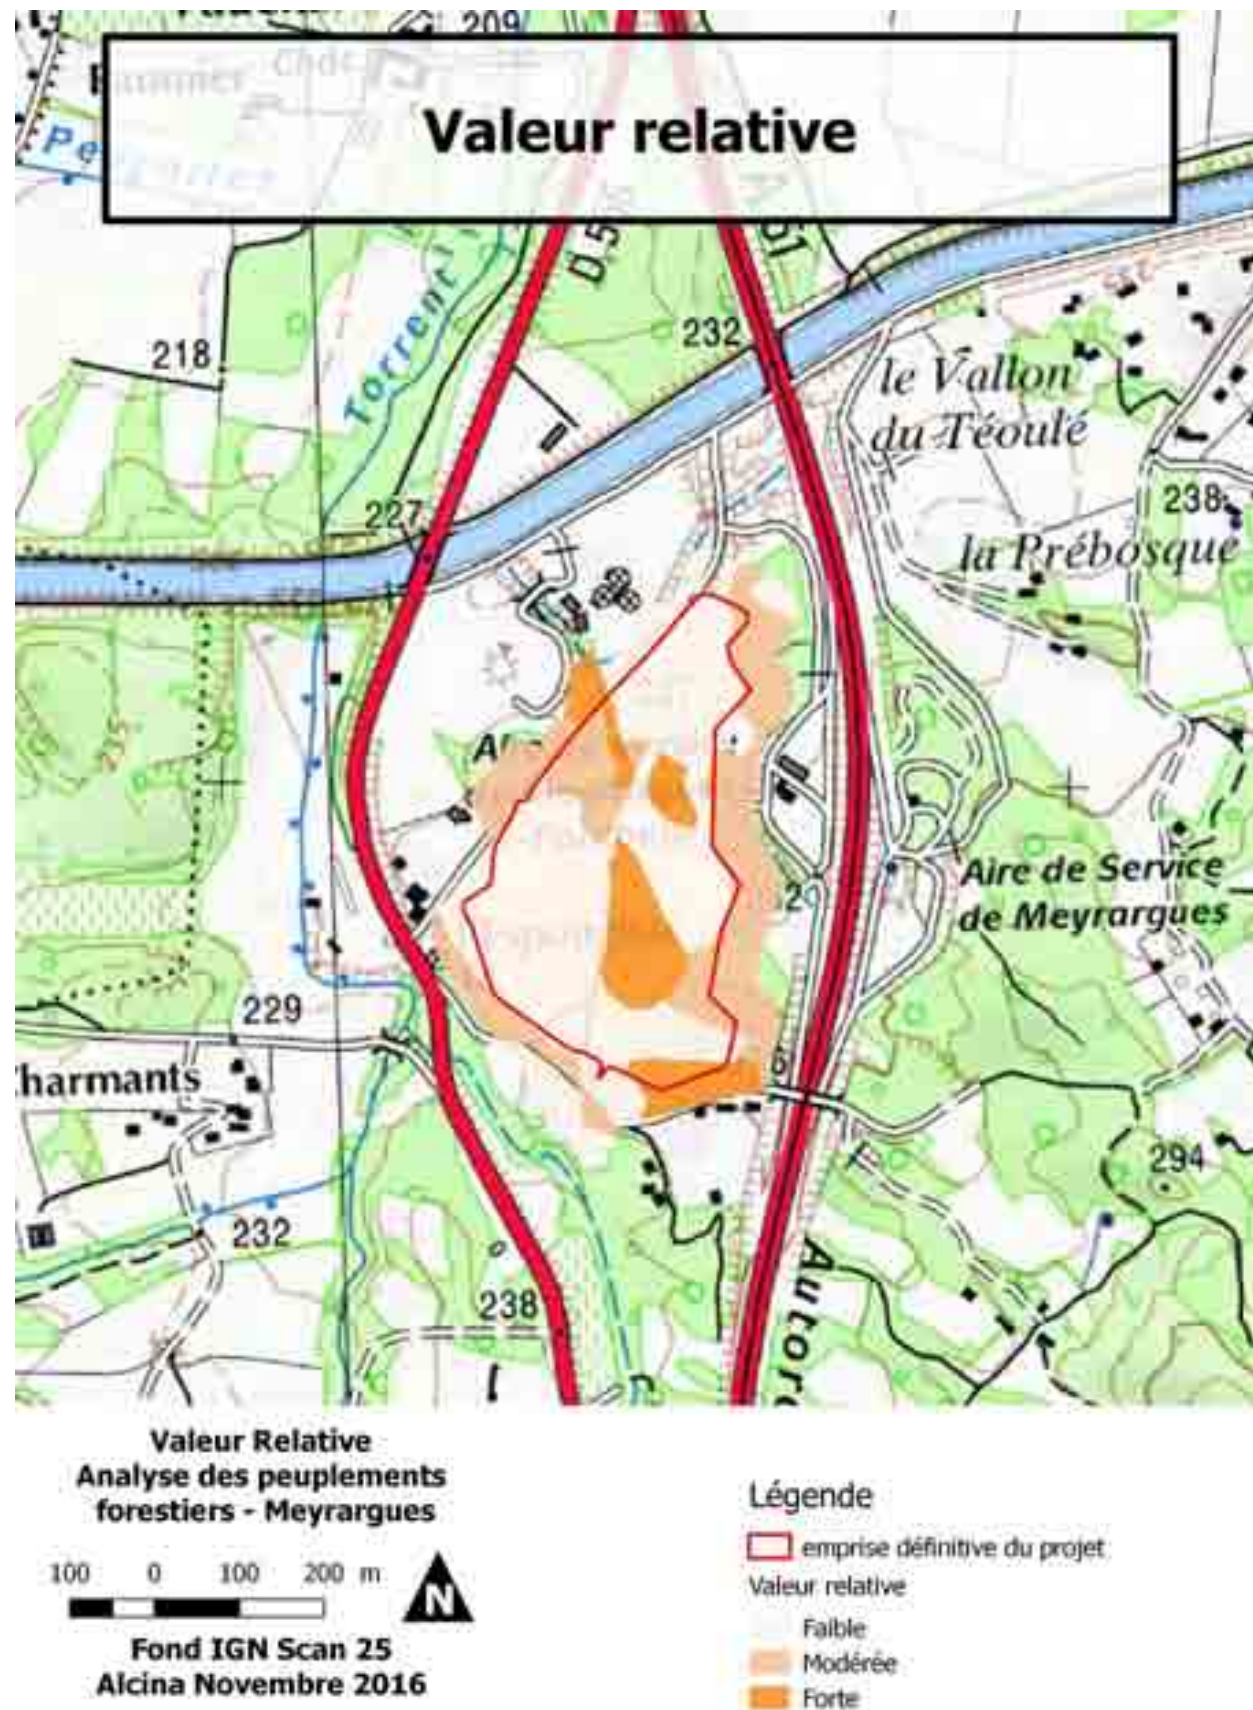 209
Valeur relative
D.5
51
Torrent
232
218
le Vallon
du Téoulé
227
238
la Prébosque
Aire de Service
de Meyrargues
229
harmants
294
232
238
Autoro
Valeur Relative
Analyse des peuplements
forestiers - Meyrargues
100 0 100 200 m
N
Fond IGN Scan 25
Alcina Novembre 2016
Légende
emprise définitive du projet
Valeur relative
Faible
Modérée
Forte